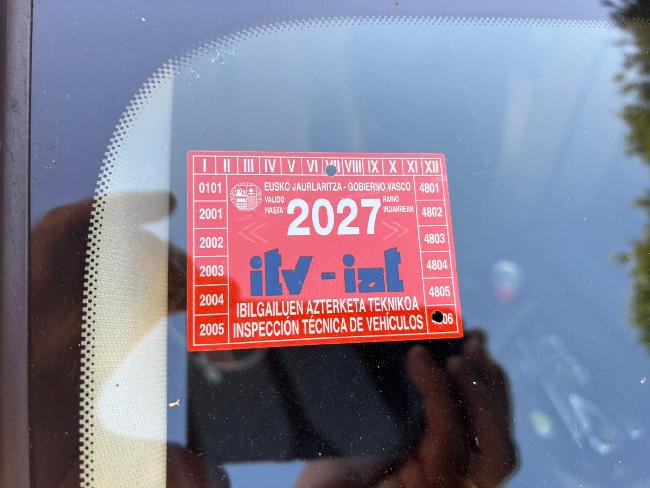 I II III IV V VI VII VIII IX X XI XII
0101 EUSKO JAURLARITZA - GOBIERNO VASCO 4801
VALIDO HASTA 2027 RAINO INDARREAN
2001 4802
2002 4803
2003 itv - iat 4804
2004 IBILGAILUEN AZTERKETA TEKNIKOA 4805
2005 INSPECCIÓN TÉCNICA DE VEHÍCULOS 06